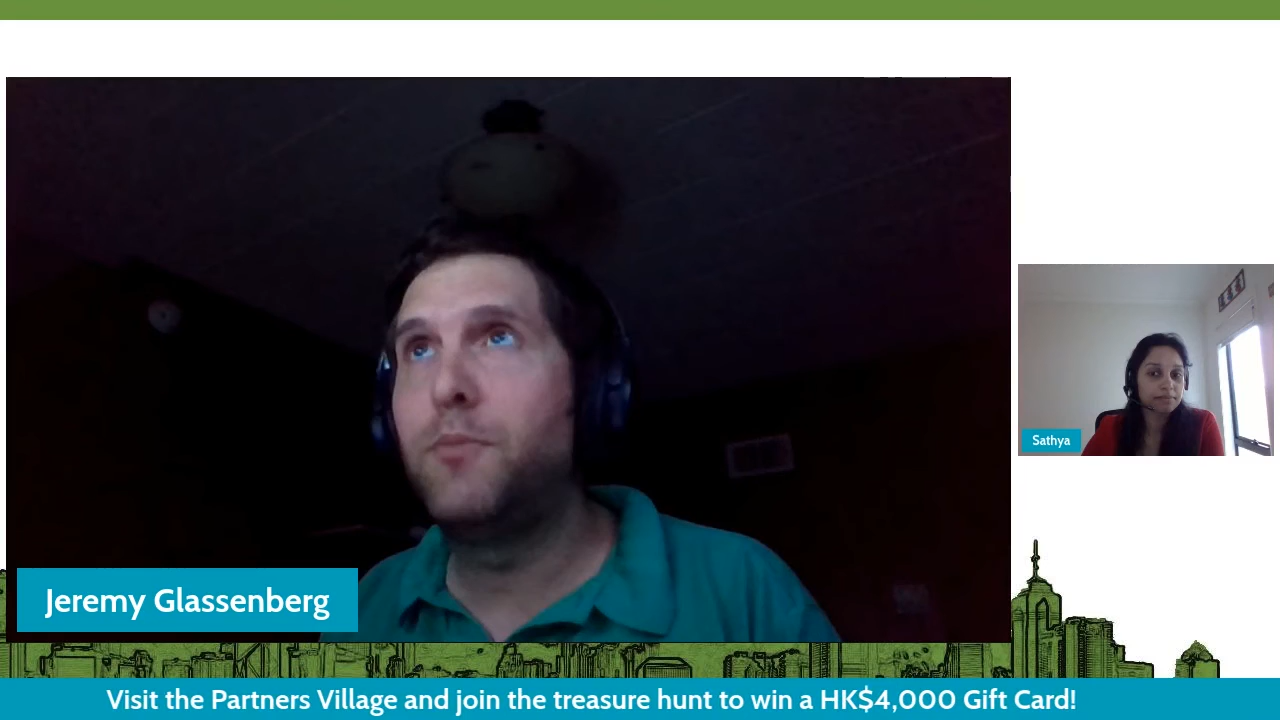 Jeremy Glassenberg
Sathya
Visit the Partners Village and join the treasure hunt to win a HK$4,000 Gift Card!